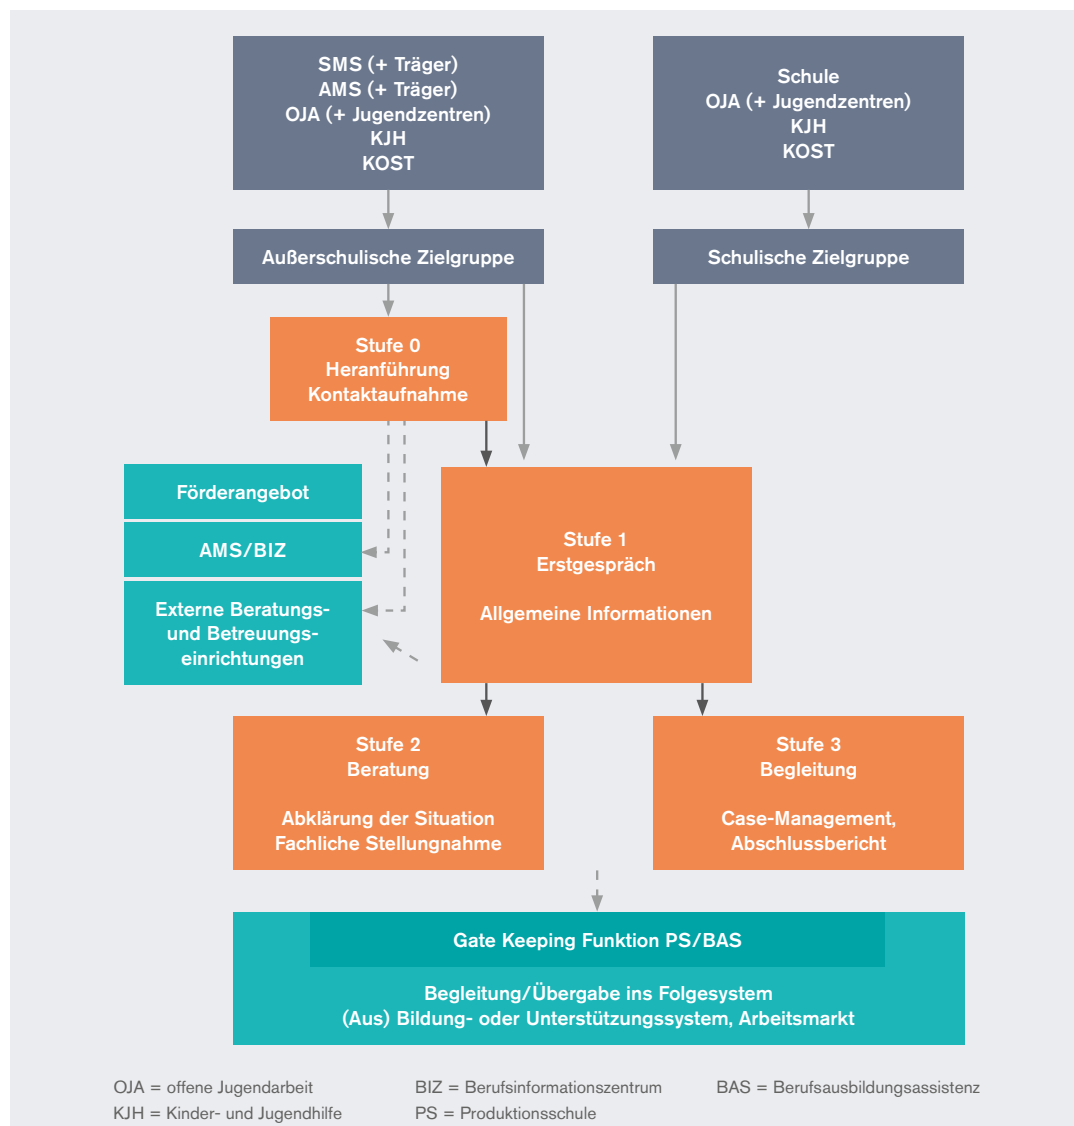 SMS (+ Träger)
AMS (+ Träger)
OJA (+ Jugendzentren)
KJH
KOST
Schule
OJA (+ Jugendzentren)
KJH
KOST
Außerschulische Zielgruppe
Schulische Zielgruppe
Stufe 0
Heranführung
Kontaktaufnahme
Förderangebot
AMS/BIZ
Externe Beratungs-
und Betreuungs-
einrichtungen
Stufe 1
Erstgespräch
Allgemeine Informationen
Stufe 2
Beratung
Abklärung der Situation
Fachliche Stellungnahme
Stufe 3
Begleitung
Case-Management,
Abschlussbericht
Gate Keeping Funktion PS/BAS
Begleitung/Übergabe ins Folgesystem
(Aus) Bildung- oder Unterstützungssystem, Arbeitsmarkt
OJA = offene Jugendarbeit
KJH = Kinder- und Jugendhilfe
BIZ = Berufsinformationszentrum
PS = Produktionsschule
BAS = Berufsausbildungsassistenz